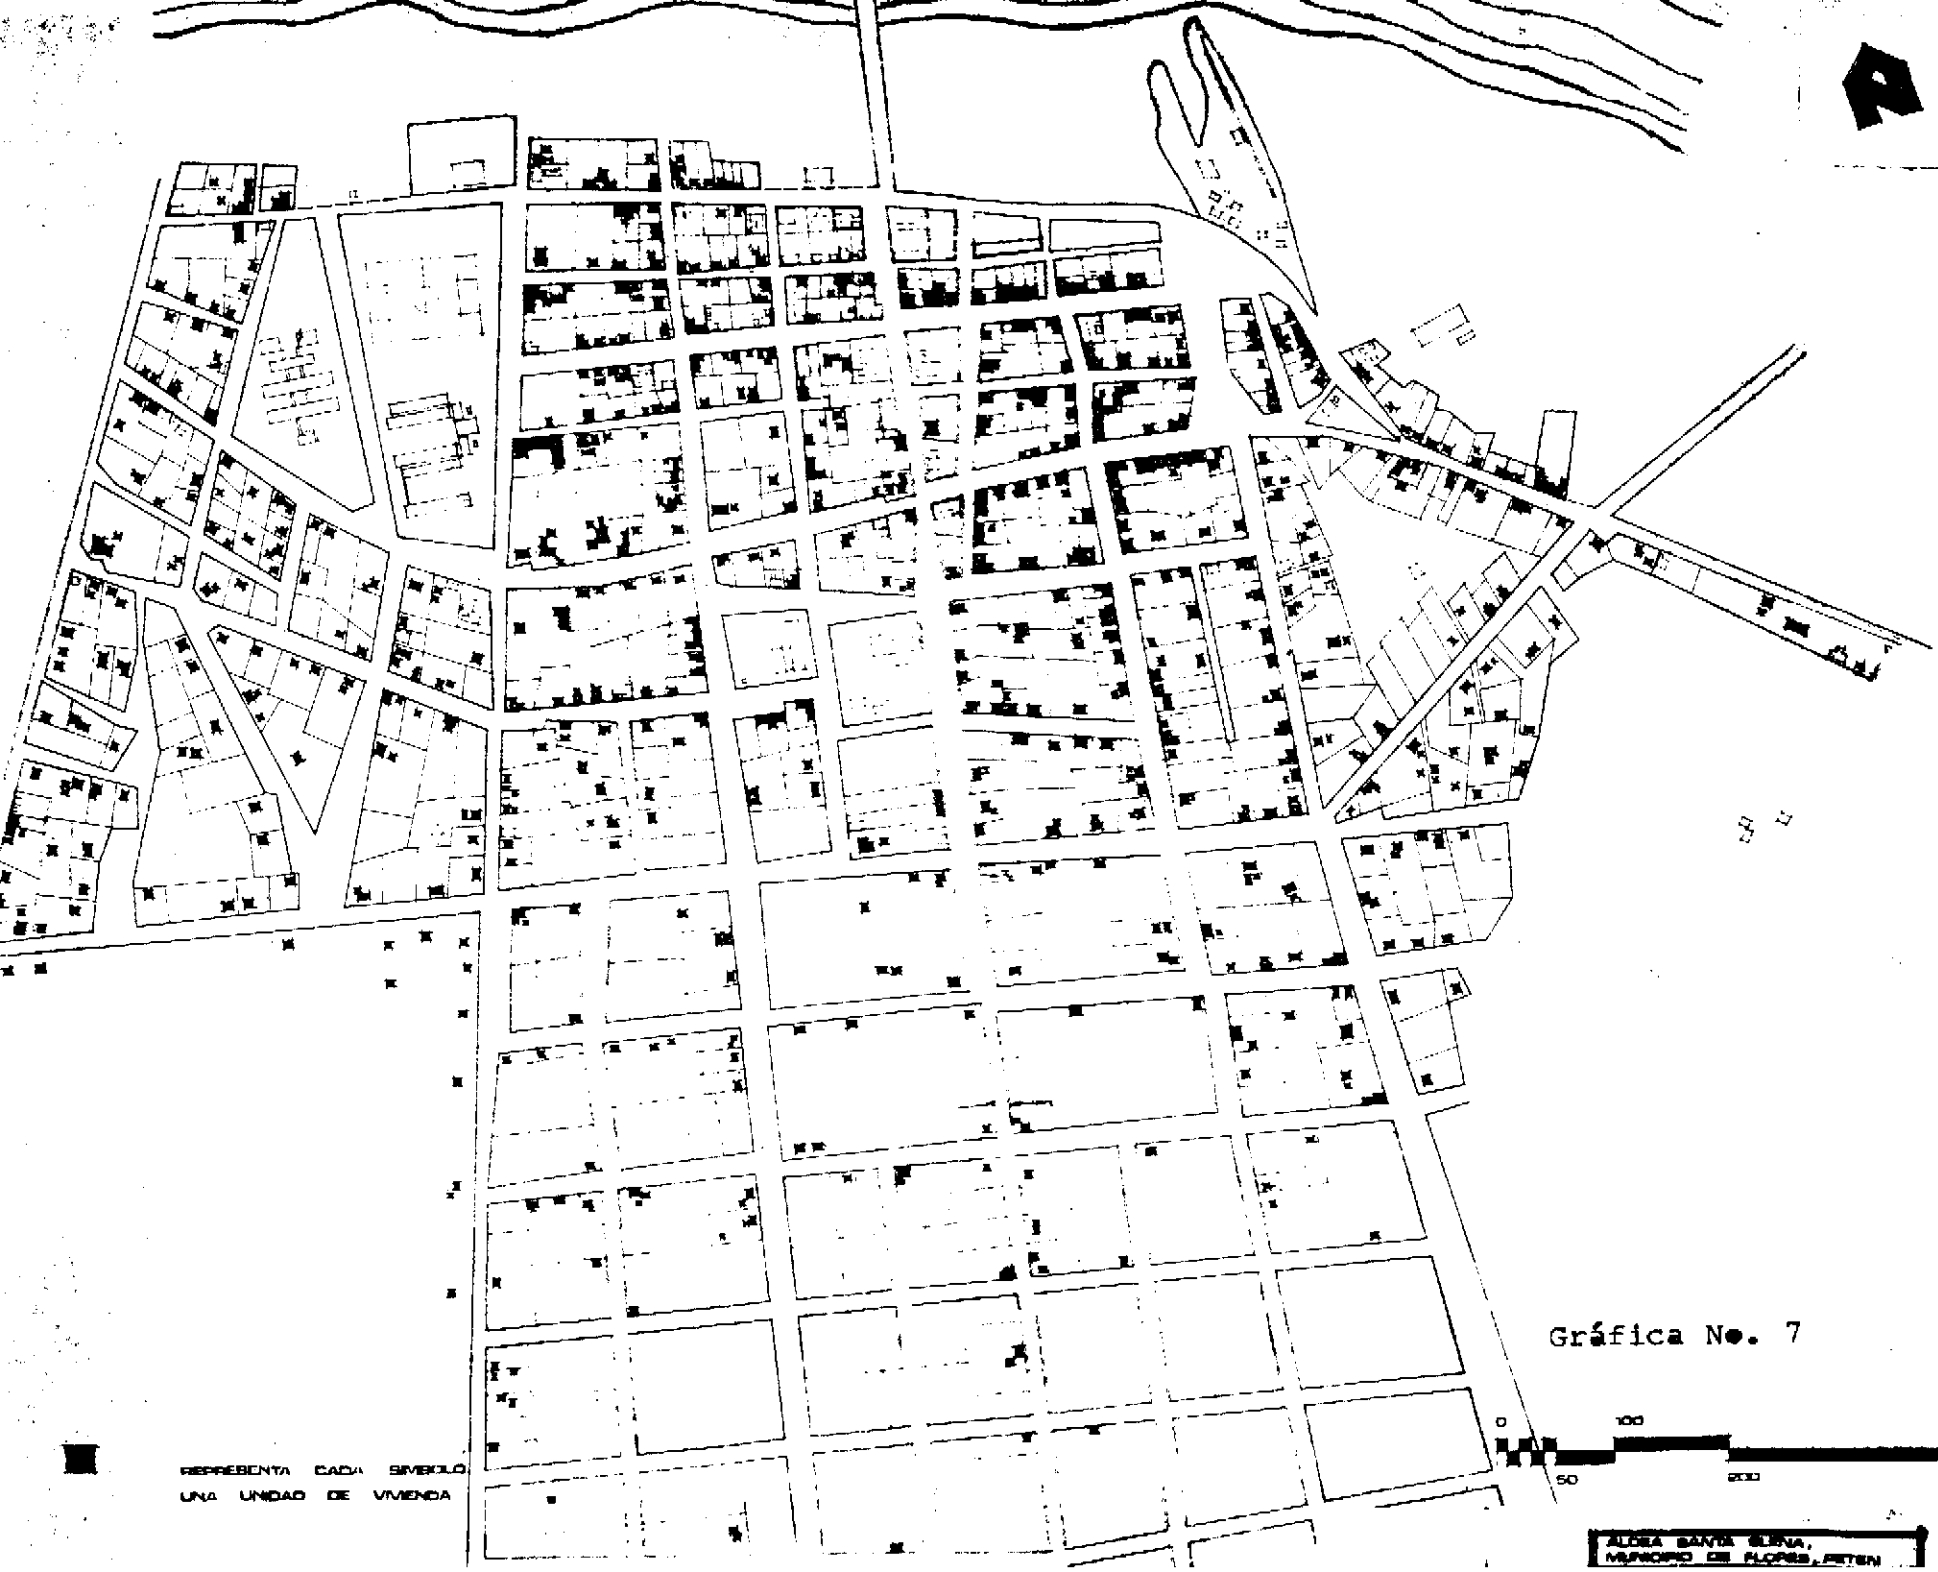 Gráfica No. 7
0 100
50 200
REPRESENTA CADA SIMBOLO
UNA UNIDAD DE VIVIENDA
ALDEA SANTA ELENA,
MUNICIPIO DE FLORES, PETEN